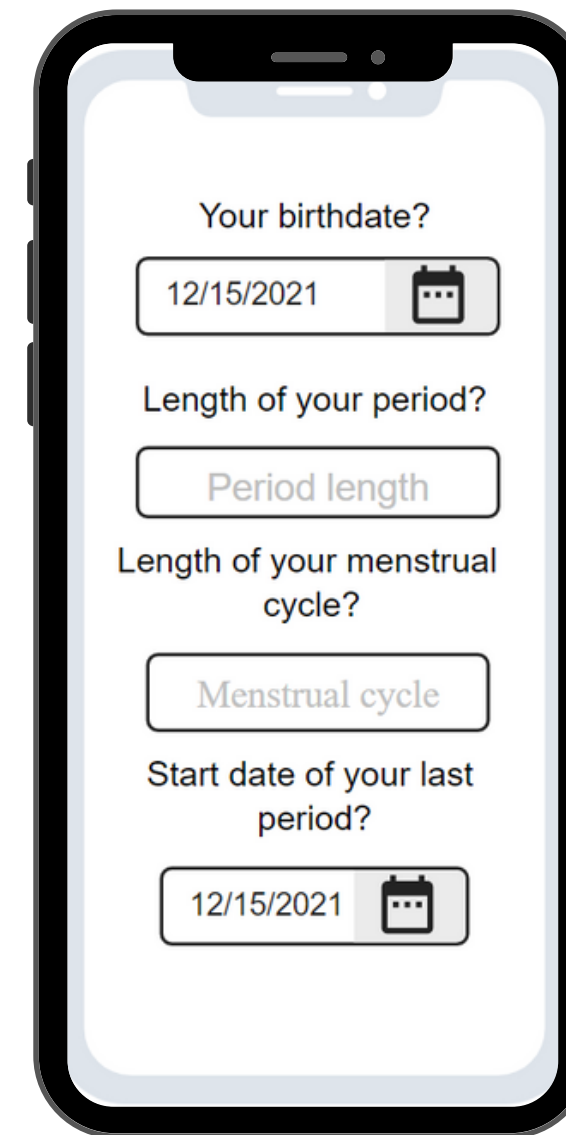 Your birthdate?
12/15/2021
Length of your period?
Period length
Length of your menstrual
cycle?
Menstrual cycle
Start date of your last
period?
12/15/2021